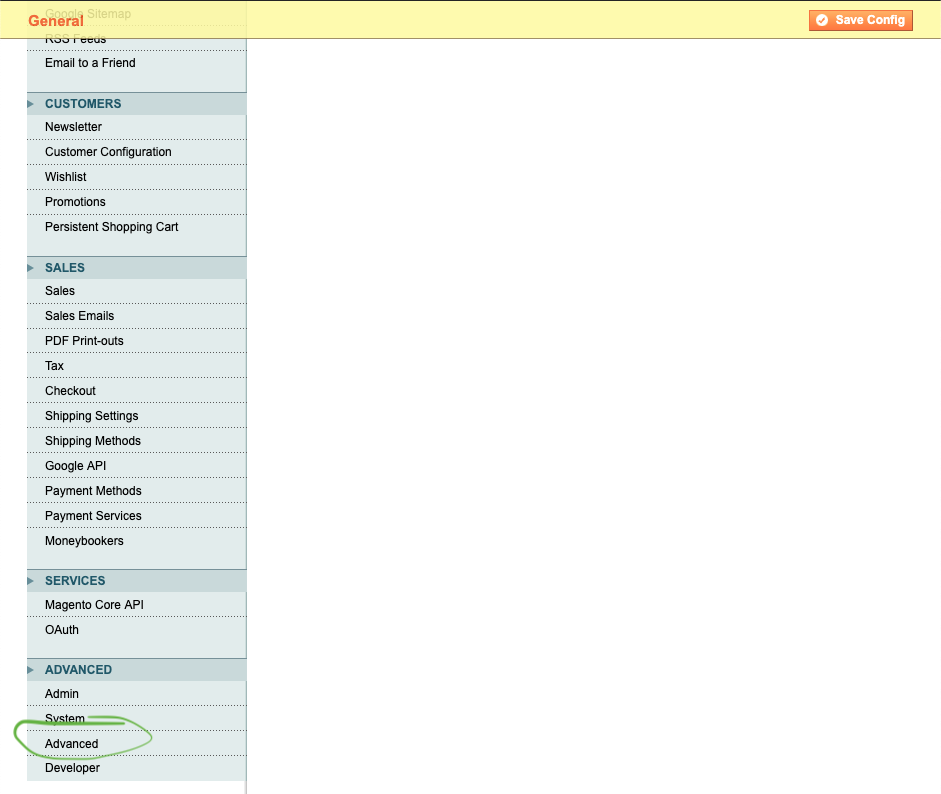 Google Sitemap
General
Save Config
RSS Feeds
Email to a Friend
CUSTOMERS
Newsletter
Customer Configuration
Wishlist
Promotions
Persistent Shopping Cart
SALES
Sales
Sales Emails
PDF Print-outs
Tax
Checkout
Shipping Settings
Shipping Methods
Google API
Payment Methods
Payment Services
Moneybookers
SERVICES
Magento Core API
OAuth
ADVANCED
Admin
System
Advanced
Developer